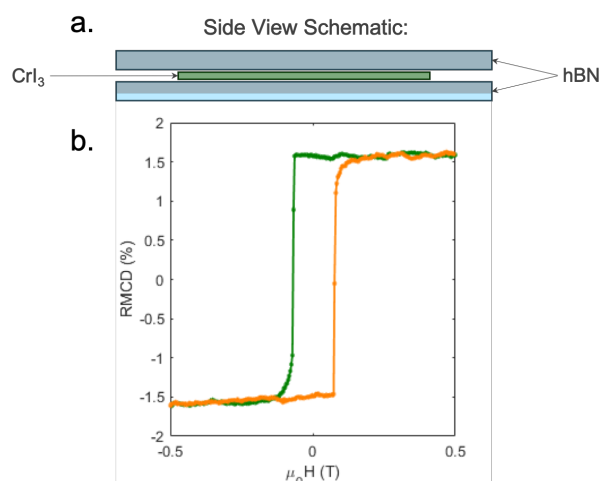 a.
Side View Schematic:
CrI₃
hBN
b.
2
1.5
1
0.5
0
-0.5
-1
-1.5
-2
RMCD (%)
-0.5 0 0.5
μ₀H (T)